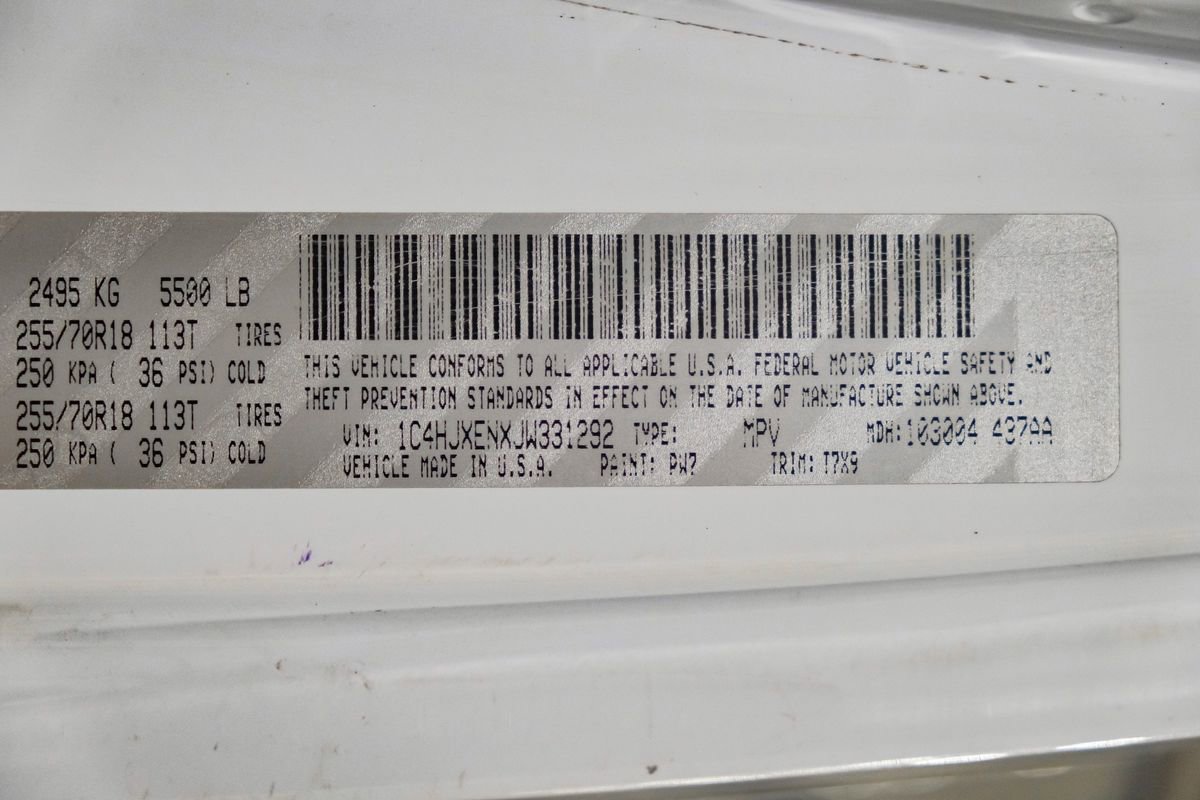 2495 KG 5500 LB
255/70R18 113T TIRES
250 KPA ( 36 PSI) COLD
255/70R18 113T TIRES
250 KPA ( 36 PSI) COLD
THIS VEHICLE CONFORMS TO ALL APPLICABLE U.S.A. FEDERAL MOTOR VEHICLE SAFETY AND
THEFT PREVENTION STANDARDS IN EFFECT ON THE DATE OF MANUFACTURE SHOWN ABOVE.
VIN: 1C4HJXENXJW331292 TYPE: MPV MDH:103004 437AA
VEHICLE MADE IN U.S.A. PAINT: PW7 TRIM: T7X9